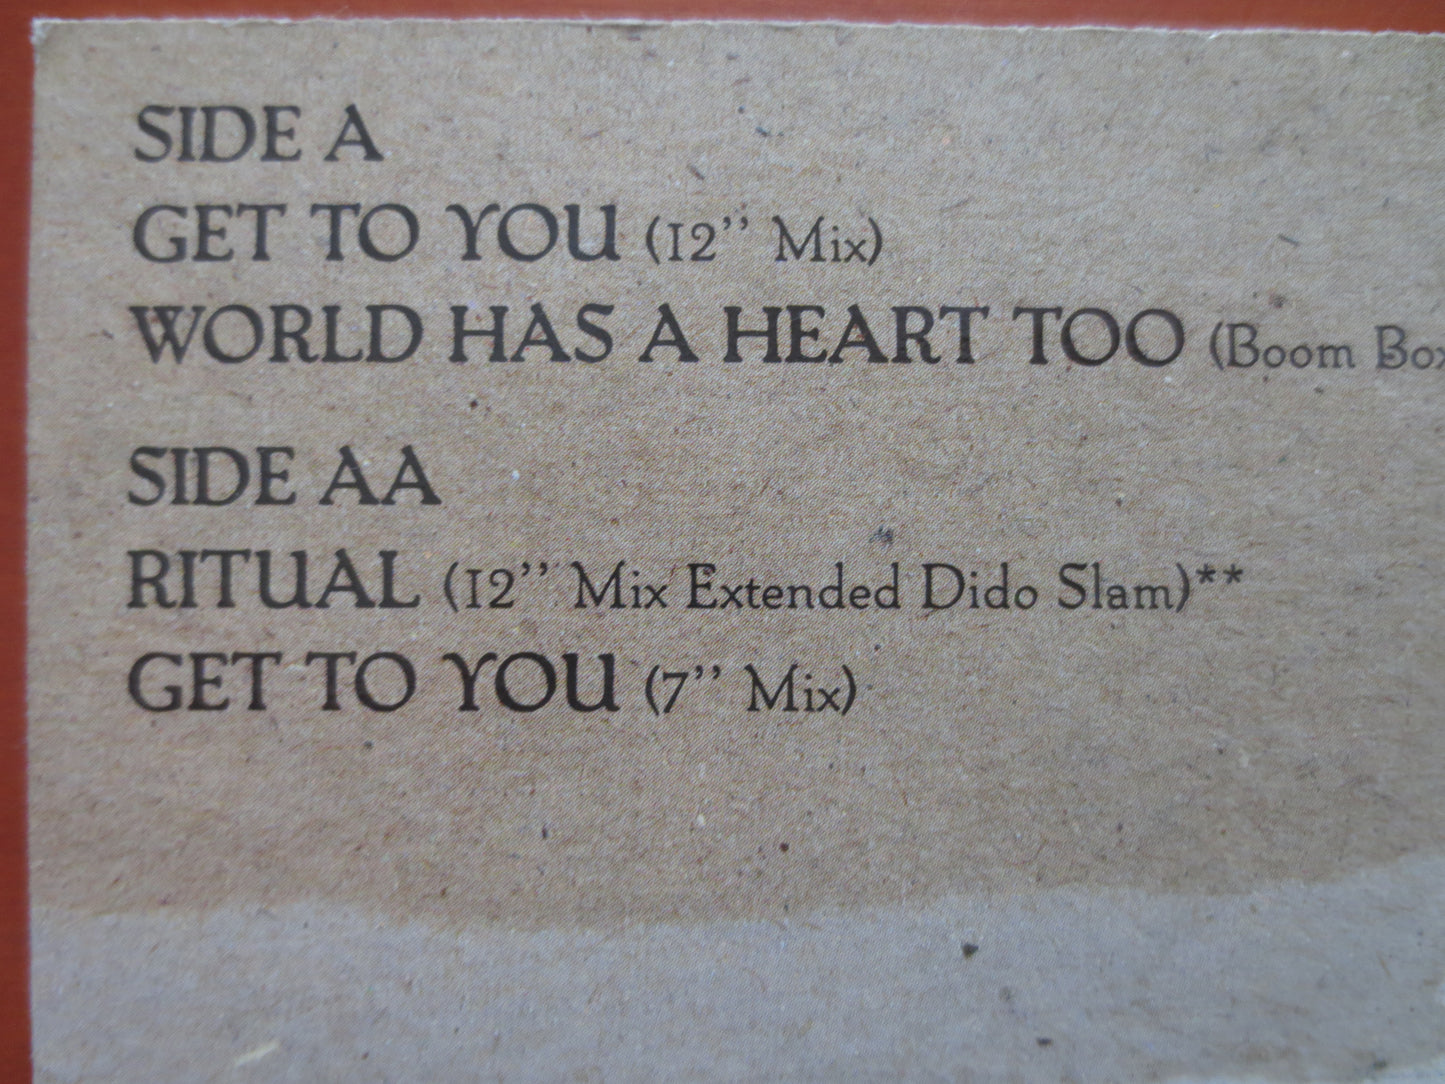 SIDE A
GET TO YOU (12’’ Mix)
WORLD HAS A HEART TOO (Boom Box
SIDE AA
RITUAL (12’’ Mix Extended Dido Slam)**
GET TO YOU (7’’ Mix)